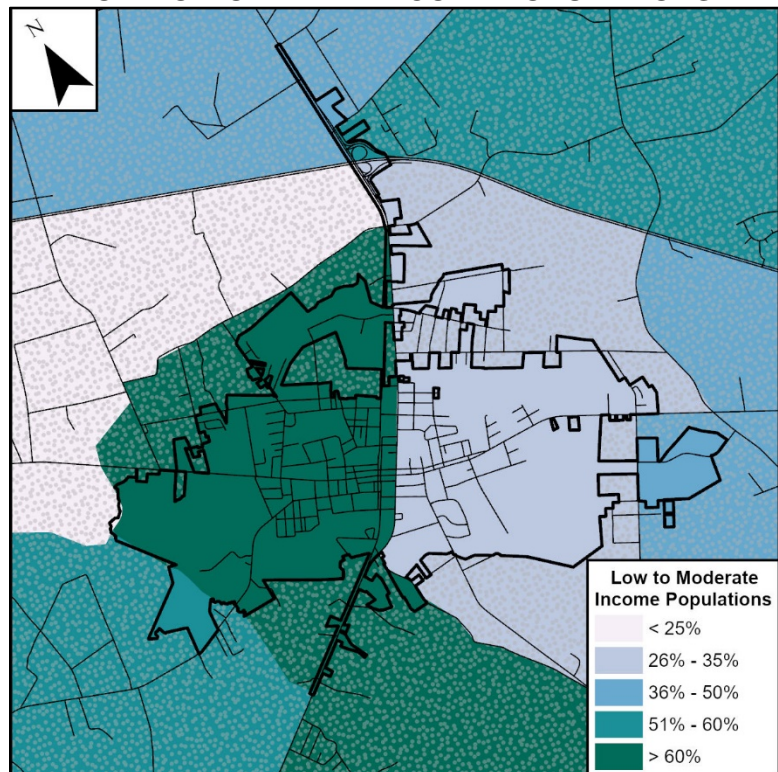 N
Low to Moderate
Income Populations
< 25%
26% - 35%
36% - 50%
51% - 60%
> 60%